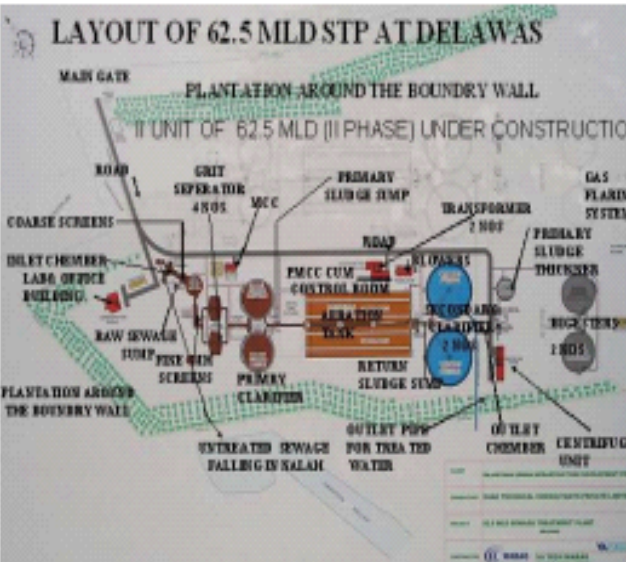 LAYOUT OF 62.5 MLD STP AT DELAWAS
MAIN GATE
PLANTATION AROUND THE BOUNDRY WALL
II UNIT OF 62.5 MLD (II PHASE) UNDER CONSTRUCTIO
ROAD
GRIT
SEPERATOR
4 NOS
MCC
PRIMARY
SLUDGE SUMP
TRANSFORMER
2 NOS
GAS
FLARIN
SYSTEM
COARSE SCREENS
ROAD
PRIMARY
SLUDGE
THICKNER
INLET CHAMBER
LAB& OFFICE
BUILDING
PMCC CUM
CONTROL ROOM
BLOWERS
AERATION
TANK
SECONDARY
CLARIFIERS
2 NOS
DIGESTERS
2 NOS
RAW SEWAGE
SUMP
FINE
SCREENS
PRIMRY
CLARIFIER
RETURN
SLUDGE SUMP
PLANTATION AROUND
THE BOUNDRY WALL
UNTREATED SEWAGE
FALLING IN NALAH
OUTLET PIPE
FOR TREATED
WATER
OUTLET
CHEMBER
CENTRIFUG
UNIT